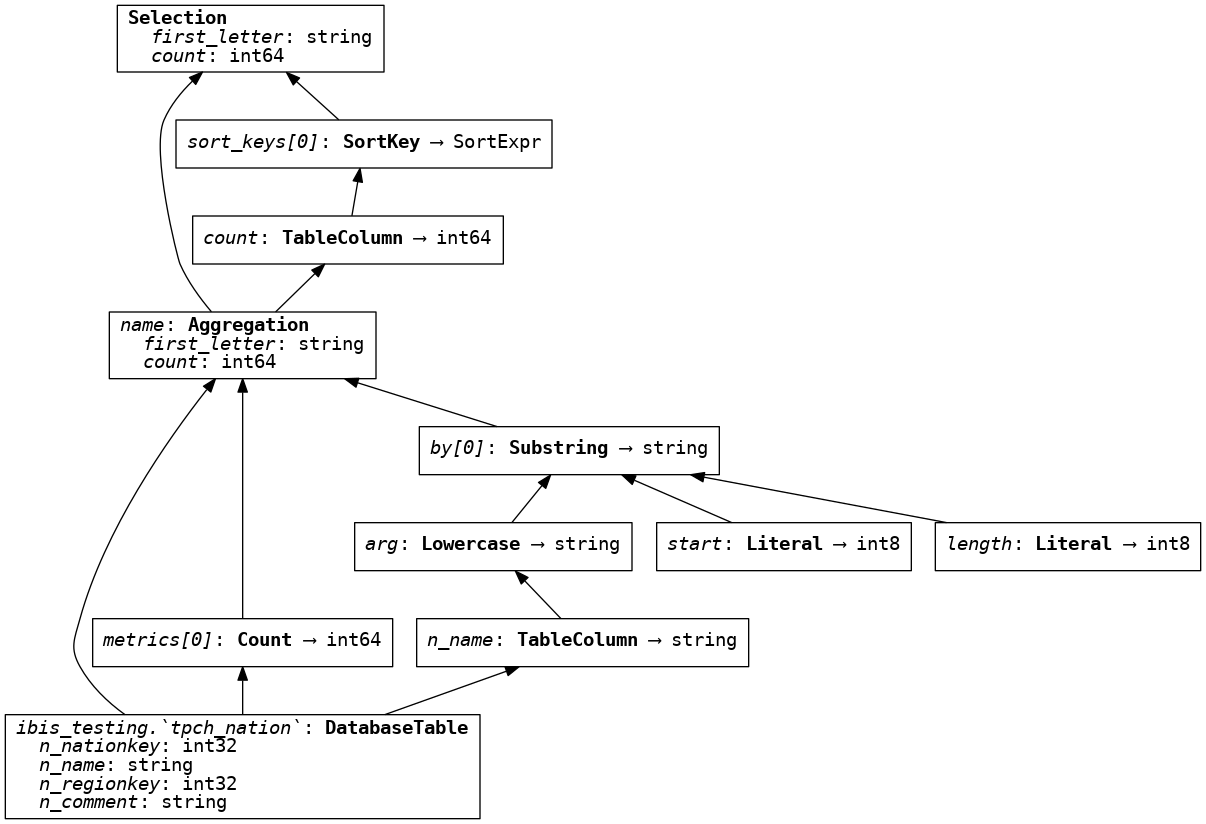 Selection
first_letter: string
count: int64
sort_keys[0]: SortKey → SortExpr
count: TableColumn → int64
name: Aggregation
first_letter: string
count: int64
by[0]: Substring → string
arg: Lowercase → string
start: Literal → int8
length: Literal → int8
metrics[0]: Count → int64
n_name: TableColumn → string
ibis_testing.`tpch_nation`: DatabaseTable
n_nationkey: int32
n_name: string
n_regionkey: int32
n_comment: string